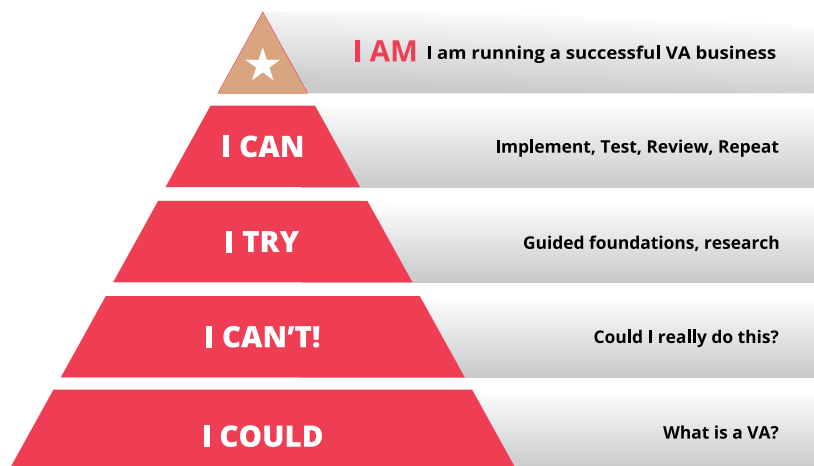 I AM I am running a successful VA business
I CAN Implement, Test, Review, Repeat
I TRY Guided foundations, research
I CAN'T! Could I really do this?
I COULD What is a VA?